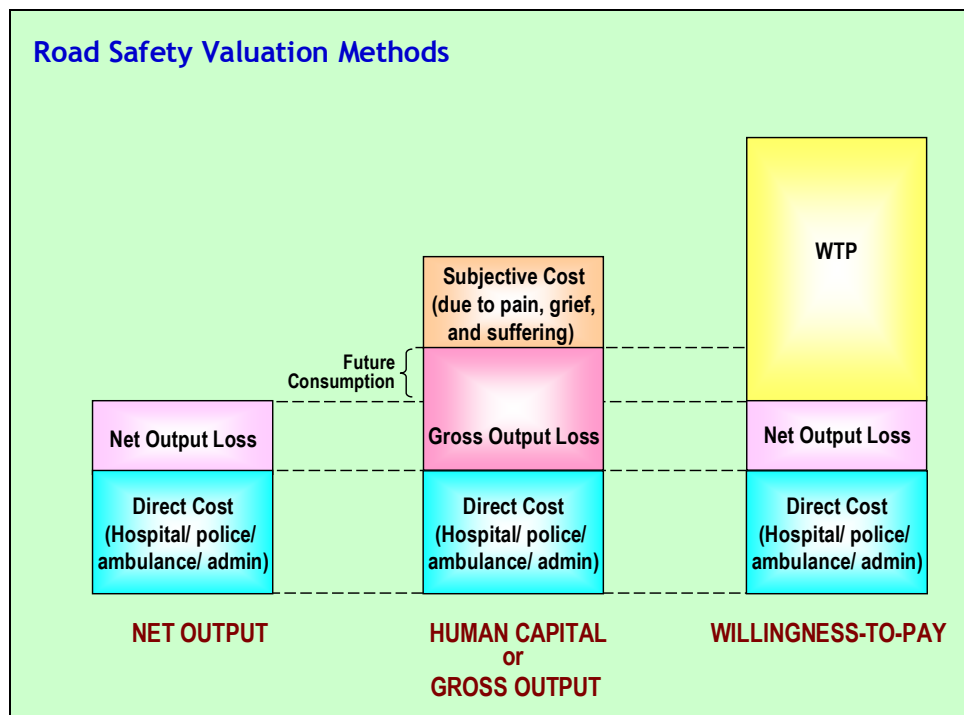 Road Safety Valuation Methods
WTP
Subjective Cost
(due to pain, grief,
and suffering)
Future
Consumption
Net Output Loss
Gross Output Loss
Net Output Loss
Direct Cost
(Hospital/ police/
ambulance/ admin)
Direct Cost
(Hospital/ police/
ambulance/ admin)
Direct Cost
(Hospital/ police/
ambulance/ admin)
NET OUTPUT
HUMAN CAPITAL
or
GROSS OUTPUT
WILLINGNESS-TO-PAY